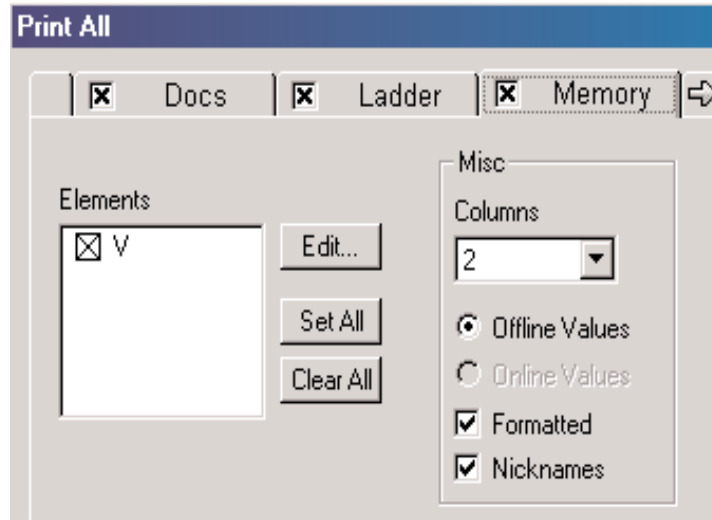 Print All
Docs
Ladder
Memory
Misc
Elements
Columns
V
Edit...
2
Set All
Offline Values
Clear All
Online Values
Formatted
Nicknames